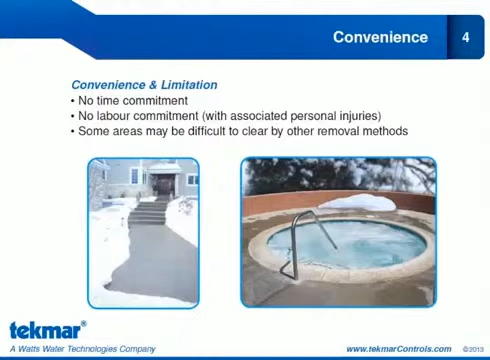 Convenience
4
Convenience & Limitation
• No time commitment
• No labour commitment (with associated personal injuries)
• Some areas may be difficult to clear by other removal methods
tekmar®
A Watts Water Technologies Company
www.tekmarControls.com
©2013